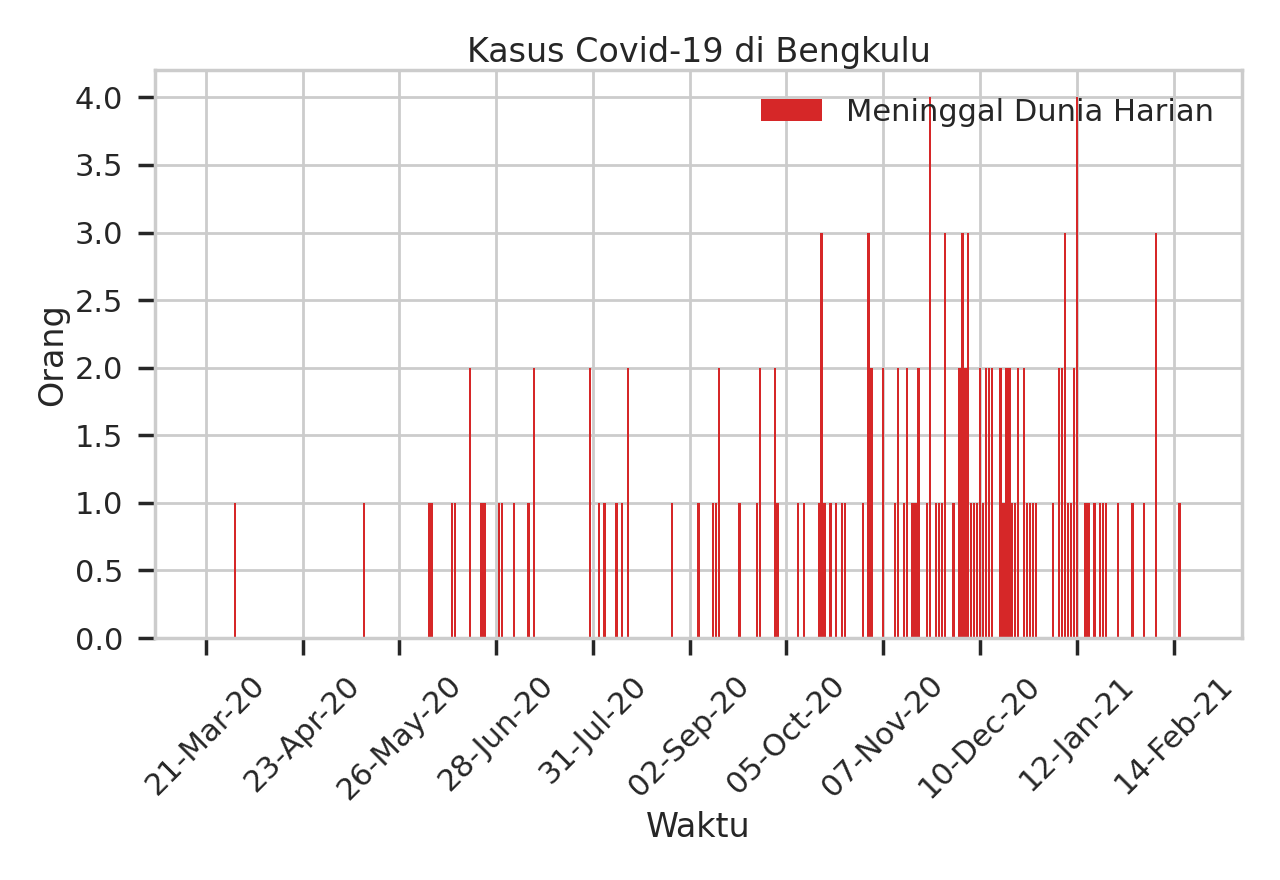 Kasus Covid-19 di Bengkulu
Meninggal Dunia Harian
Orang
4.0
3.5
3.0
2.5
2.0
1.5
1.0
0.5
0.0
21-Mar-20
23-Apr-20
26-May-20
28-Jun-20
31-Jul-20
02-Sep-20
05-Oct-20
07-Nov-20
10-Dec-20
12-Jan-21
14-Feb-21
Waktu